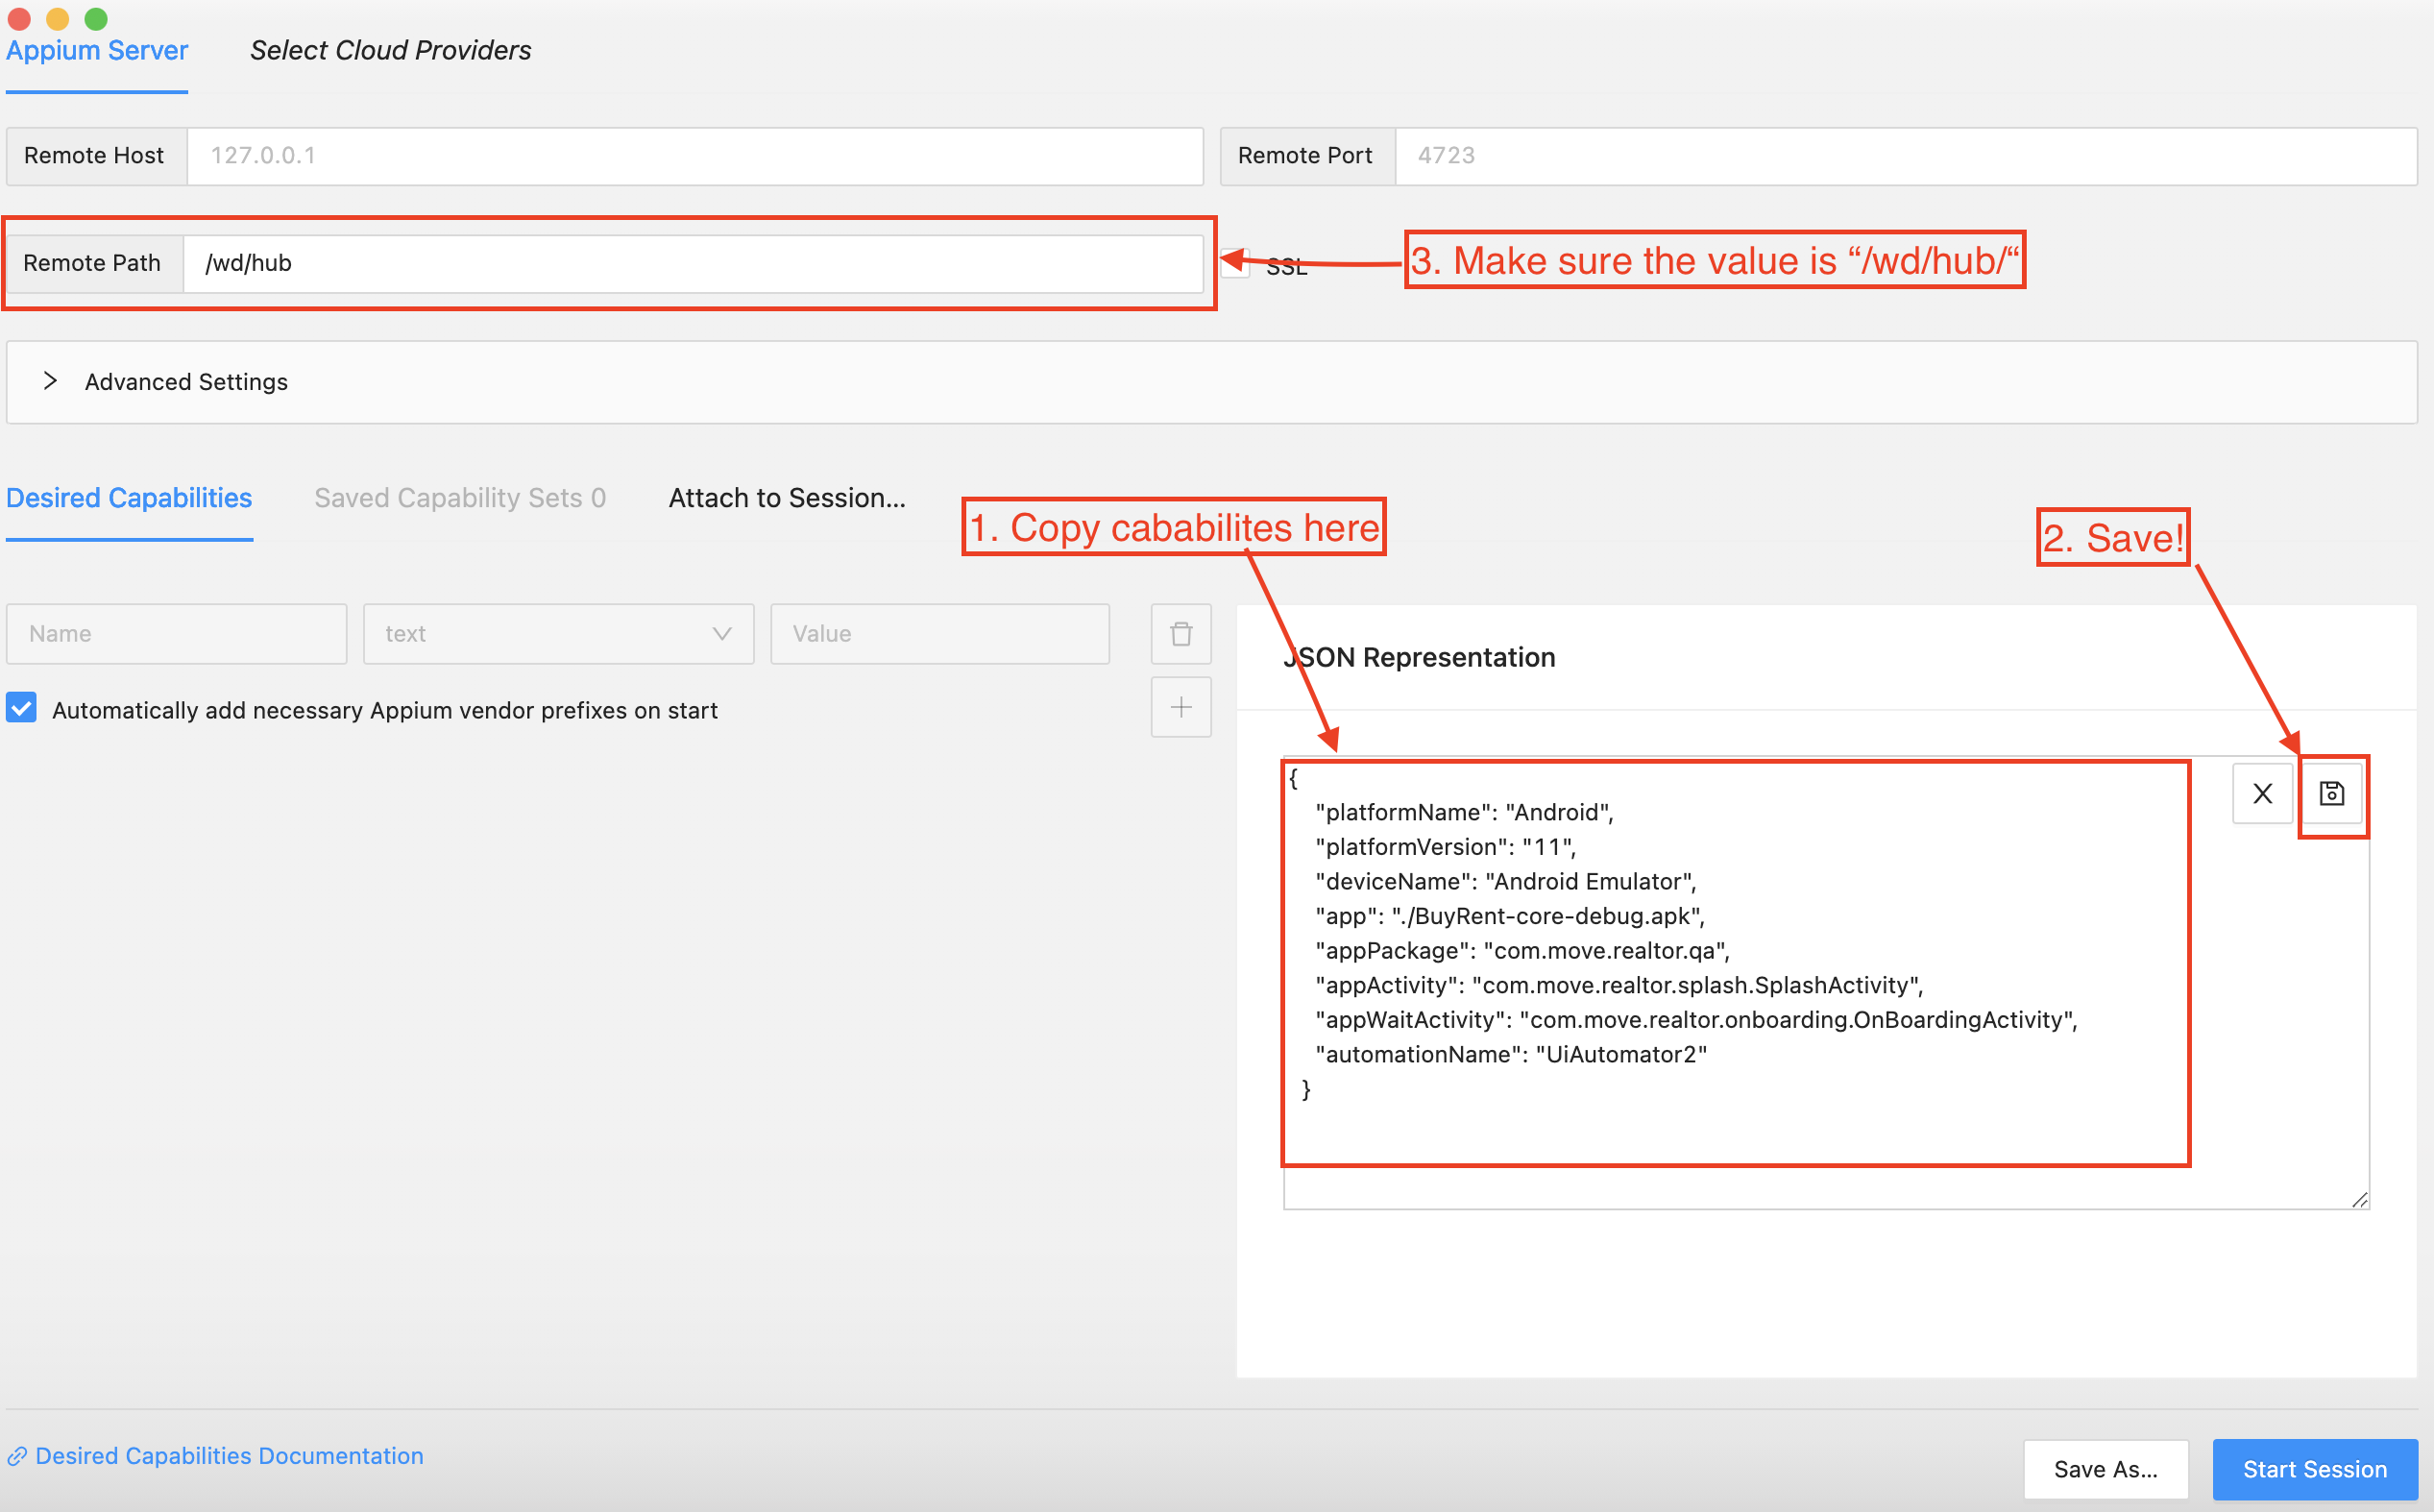 Appium Server
Select Cloud Providers
Remote Host
127.0.0.1
Remote Port
4723
Remote Path
/wd/hub
SSL
3. Make sure the value is “/wd/hub/“
Advanced Settings
Desired Capabilities
Saved Capability Sets 0
Attach to Session...
1. Copy cababilites here
2. Save!
Name
text
Value
Automatically add necessary Appium vendor prefixes on start
JSON Representation
{
"platformName": "Android",
"platformVersion": "11",
"deviceName": "Android Emulator",
"app": "./BuyRent-core-debug.apk",
"appPackage": "com.move.realtor.qa",
"appActivity": "com.move.realtor.splash.SplashActivity",
"appWaitActivity": "com.move.realtor.onboarding.OnBoardingActivity",
"automationName": "UiAutomator2"
}
Desired Capabilities Documentation
Save As...
Start Session